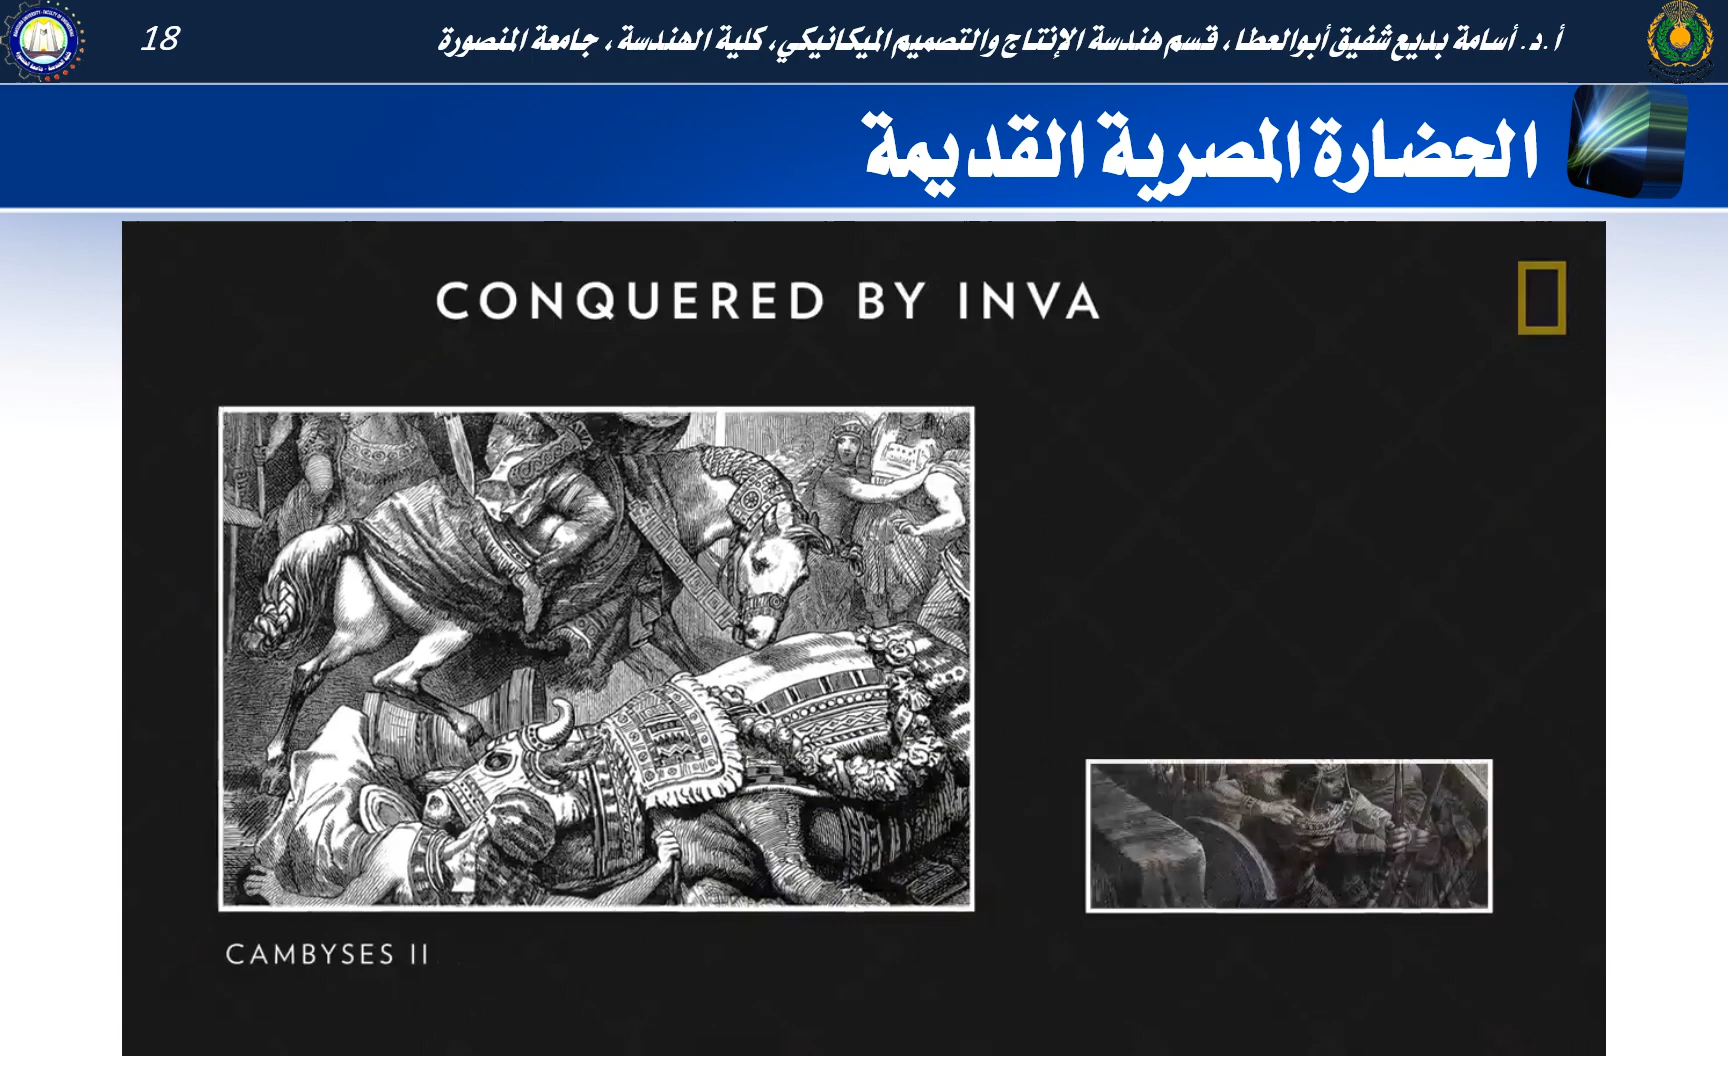 أ.د. أسامة بديع شفيق أبوالعطا ، قسم هندسة الإنتاج والتصميم الميكانيكي، كلية الهندسة ، جامعة المنصورة
18
الحضارة المصرية القديمة
CONQUERED BY INVA
CAMBYSES II